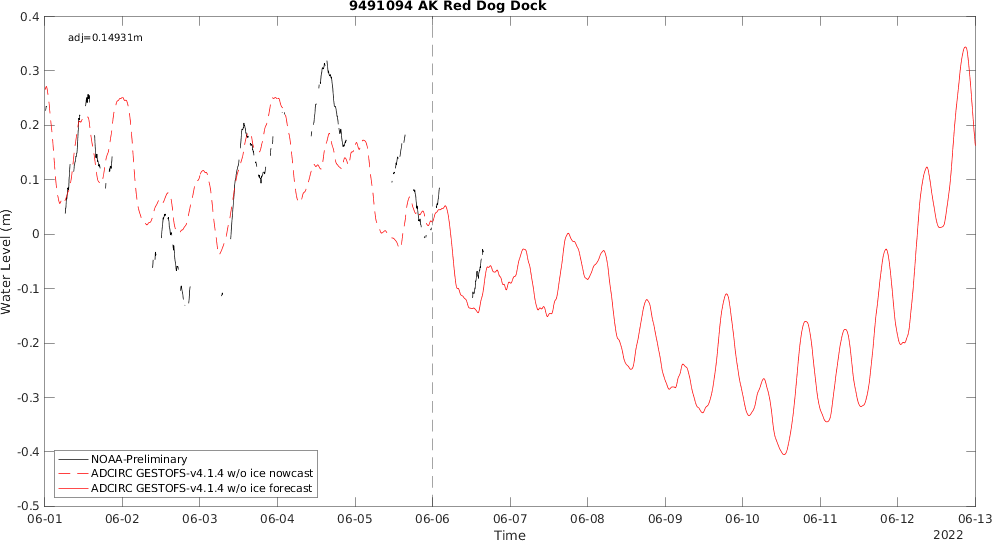 9491094 AK Red Dog Dock
adj=0.14931m
Water Level (m)
0.4
0.3
0.2
0.1
0
-0.1
-0.2
-0.3
-0.4
-0.5
NOAA-Preliminary
ADCIRC GESTOFS-v4.1.4 w/o ice nowcast
ADCIRC GESTOFS-v4.1.4 w/o ice forecast
06-01 06-02 06-03 06-04 06-05 06-06 06-07 06-08 06-09 06-10 06-11 06-12 06-13
Time
2022